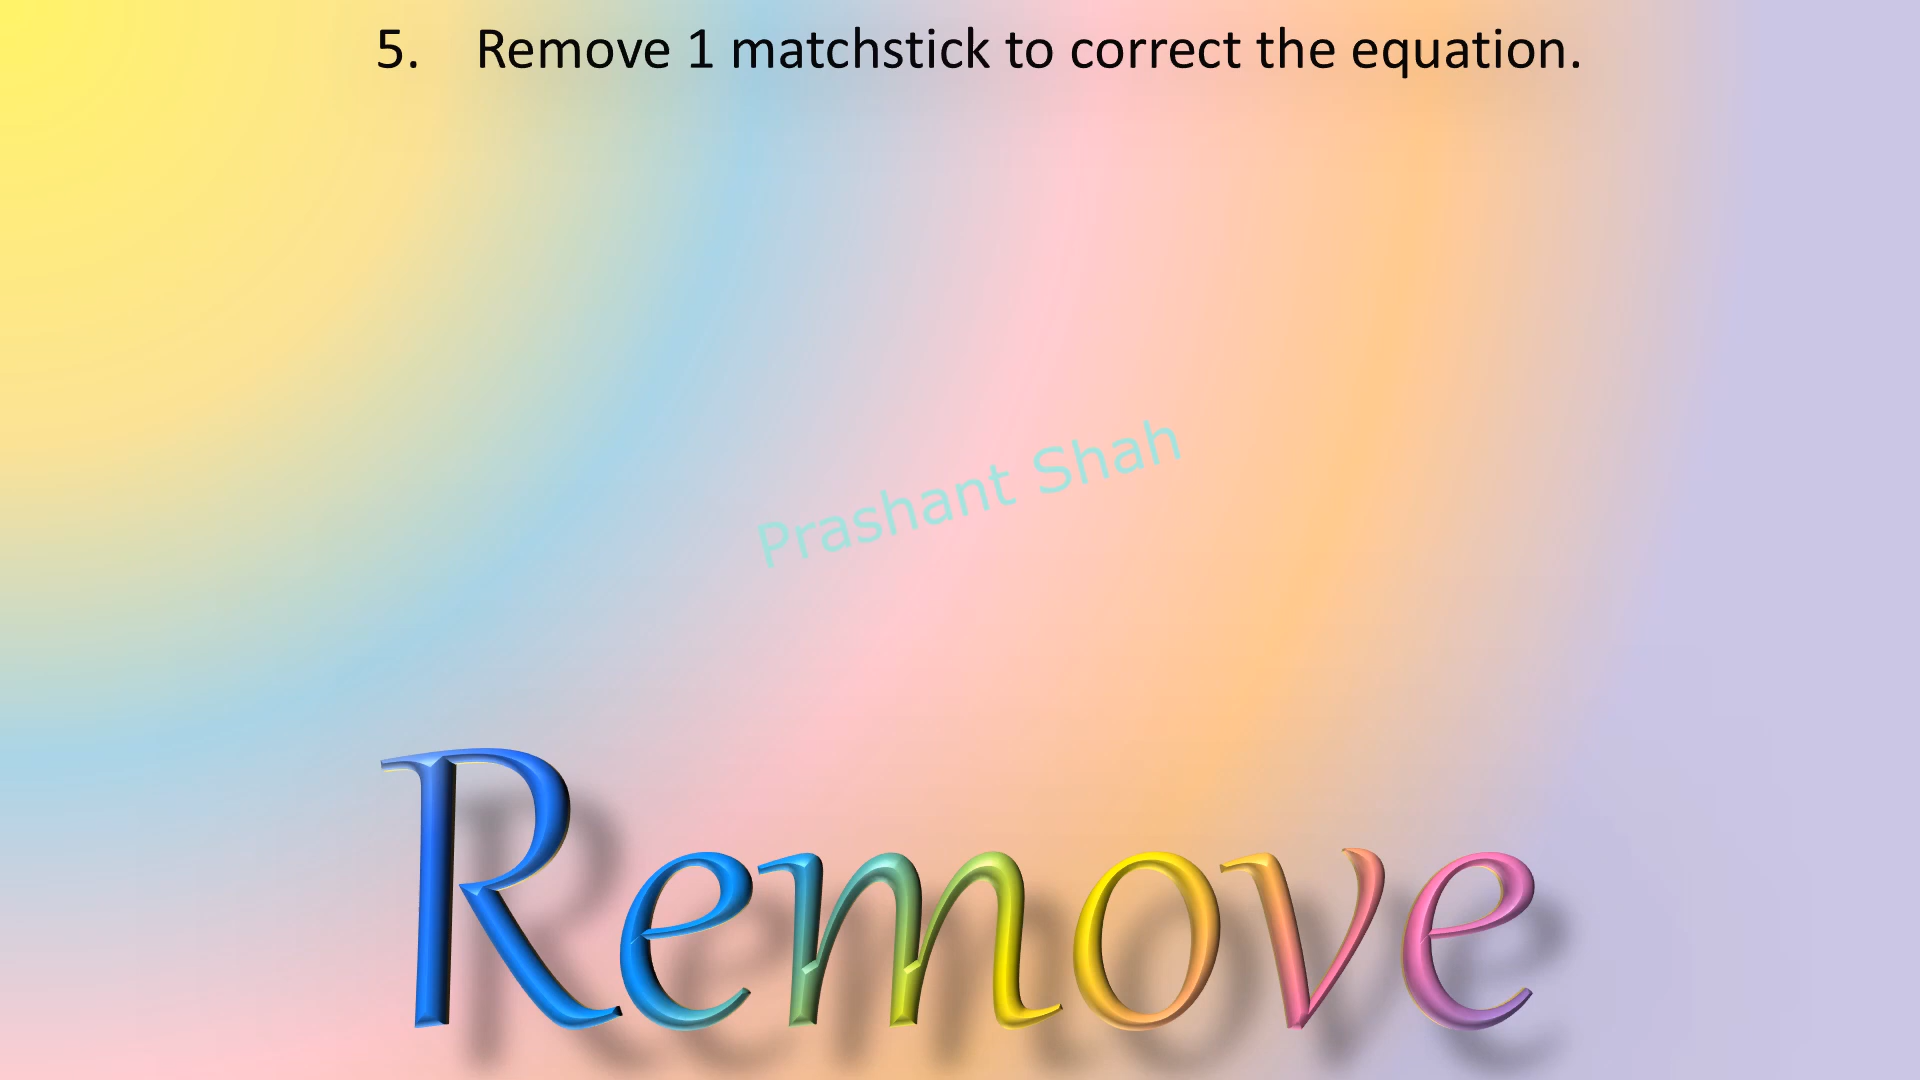 5. Remove 1 matchstick to correct the equation.
Prashant Shah
Remove